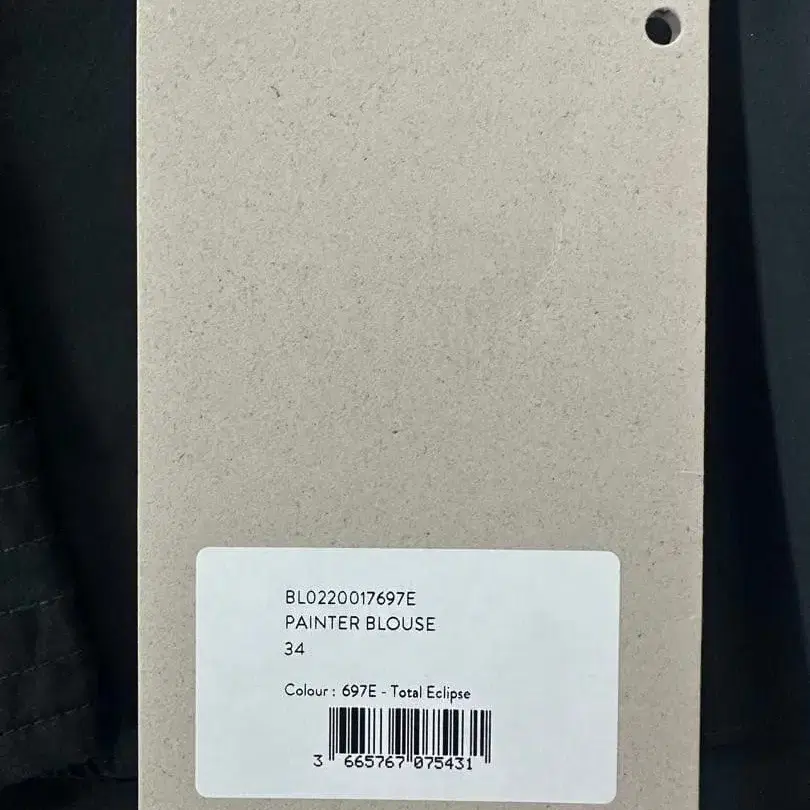 BL0220017697E
PAINTER BLOUSE
34
Colour : 697E - Total Eclipse
3 665767 075431